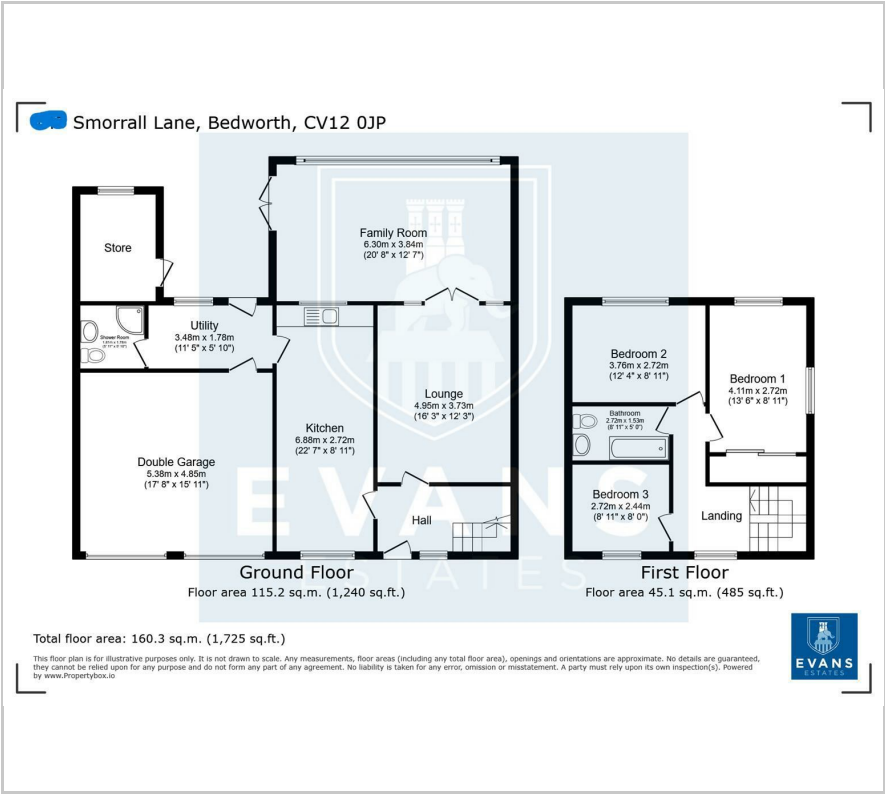 Smorrall Lane, Bedworth, CV12 0JP
Family Room
6.30m x 3.84m
(20' 8" x 12' 7")
Store
Utility
3.48m x 1.78m
(11' 5" x 5' 10")
Shower Room
Bedroom 2
3.76m x 2.72m
(12' 4" x 8' 11")
Bedroom 1
4.11m x 2.72m
(13' 6" x 8' 11")
Lounge
4.95m x 3.73m
(16' 3" x 12' 3")
Bathroom
2.72m x 1.53m
(8' 11" x 5' 0")
Kitchen
6.88m x 2.72m
(22' 7" x 8' 11")
Double Garage
5.38m x 4.85m
(17' 8" x 15' 11")
Bedroom 3
2.72m x 2.44m
(8' 11" x 8' 0")
Hall
Landing
EVANS
ESTATES
Ground Floor
Floor area 115.2 sq.m. (1,240 sq.ft.)
First Floor
Floor area 45.1 sq.m. (485 sq.ft.)
Total floor area: 160.3 sq.m. (1,725 sq.ft.)
This floor plan is for illustrative purposes only. It is not drawn to scale. Any measurements, floor areas (including any total floor area), openings and orientations are approximate. No details are guaranteed,
they cannot be relied upon for any purpose and do not form any part of any agreement. No liability is taken for any error, omission or misstatement. A party must rely upon its own inspection(s). Powered
by www.Propertybox.io
EVANS
ESTATES